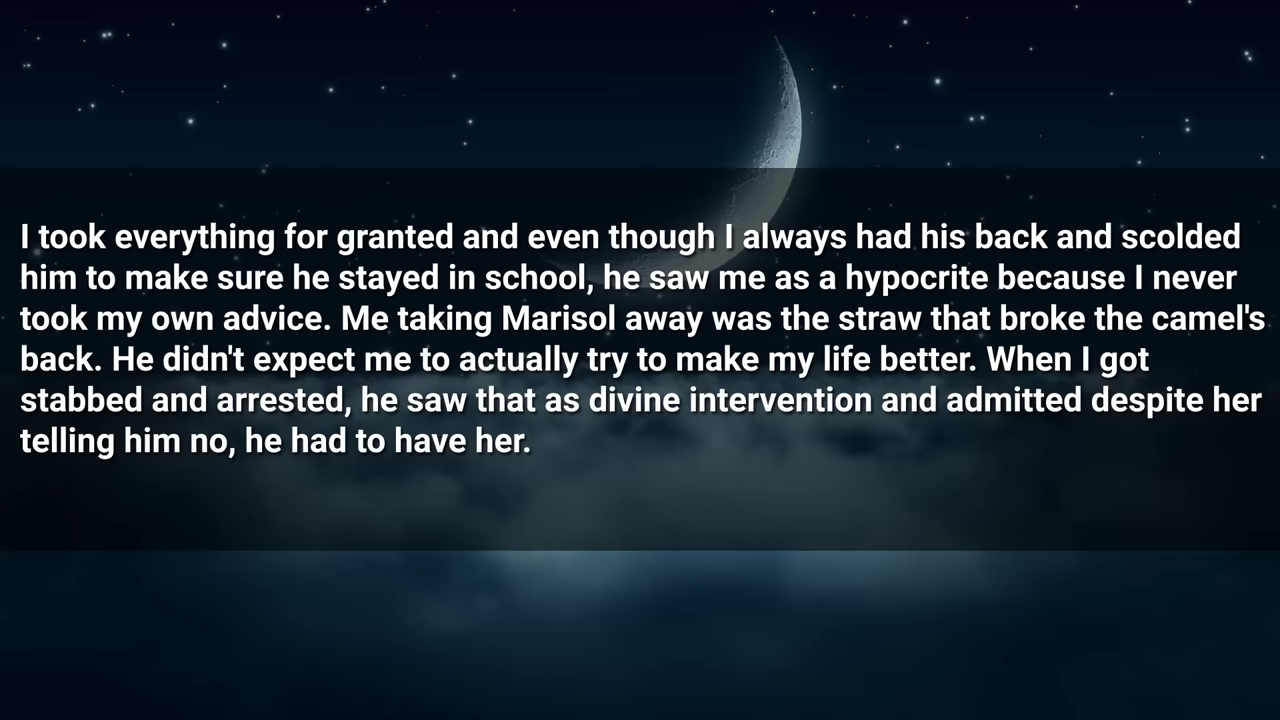 I took everything for granted and even though I always had his back and scolded
him to make sure he stayed in school, he saw me as a hypocrite because I never
took my own advice. Me taking Marisol away was the straw that broke the camel's
back. He didn't expect me to actually try to make my life better. When I got
stabbed and arrested, he saw that as divine intervention and admitted despite her
telling him no, he had to have her.